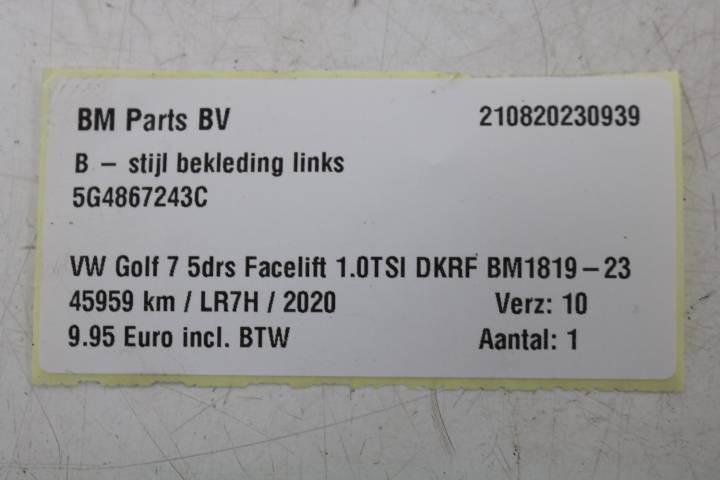 BM Parts BV 210820230939
B – stijl bekleding links
5G4867243C
VW Golf 7 5drs Facelift 1.0TSI DKRF BM1819–23
45959 km / LR7H / 2020 Verz: 10
9.95 Euro incl. BTW Aantal: 1